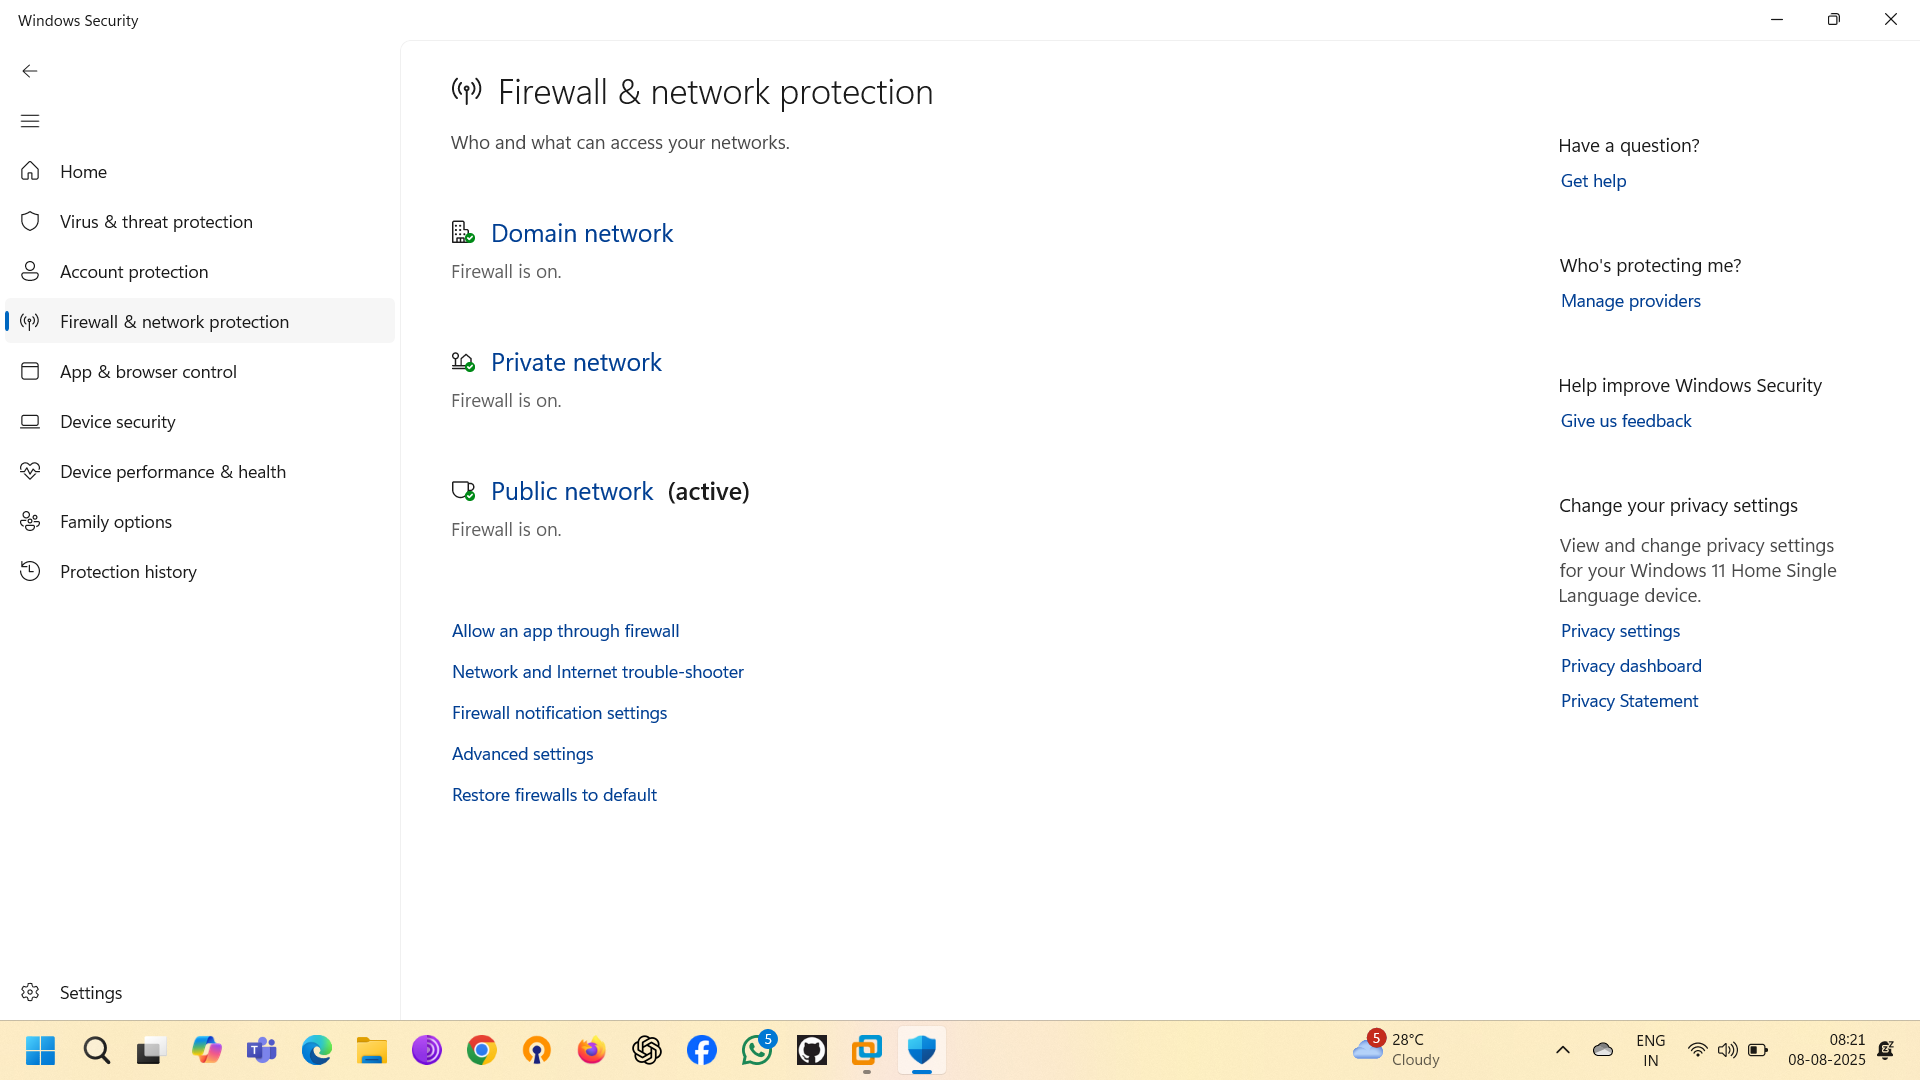 Windows Security
Home
Virus & threat protection
Account protection
Firewall & network protection
App & browser control
Device security
Device performance & health
Family options
Protection history
Settings
Firewall & network protection
Who and what can access your networks.
Domain network
Firewall is on.
Private network
Firewall is on.
Public network (active)
Firewall is on.
Allow an app through firewall
Network and Internet trouble-shooter
Firewall notification settings
Advanced settings
Restore firewalls to default
Have a question?
Get help
Who's protecting me?
Manage providers
Help improve Windows Security
Give us feedback
Change your privacy settings
View and change privacy settings
for your Windows 11 Home Single
Language device.
Privacy settings
Privacy dashboard
Privacy Statement
5
5
28°C
Cloudy
ENG
IN
08:21
08-08-2025